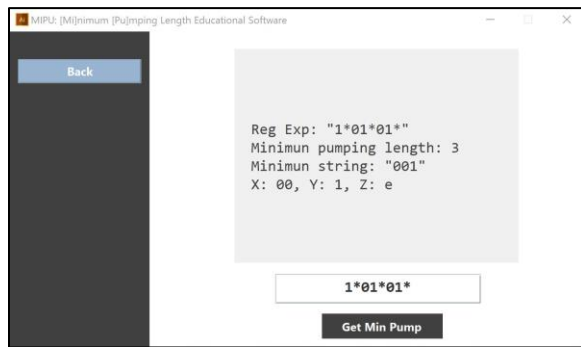 MIPU: [Mi]nimum [Pu]mping Length Educational Software
Back
Reg Exp: "1*01*01*"
Minimun pumping length: 3
Minimun string: "001"
X: 00, Y: 1, Z: e
1*01*01*
Get Min Pump